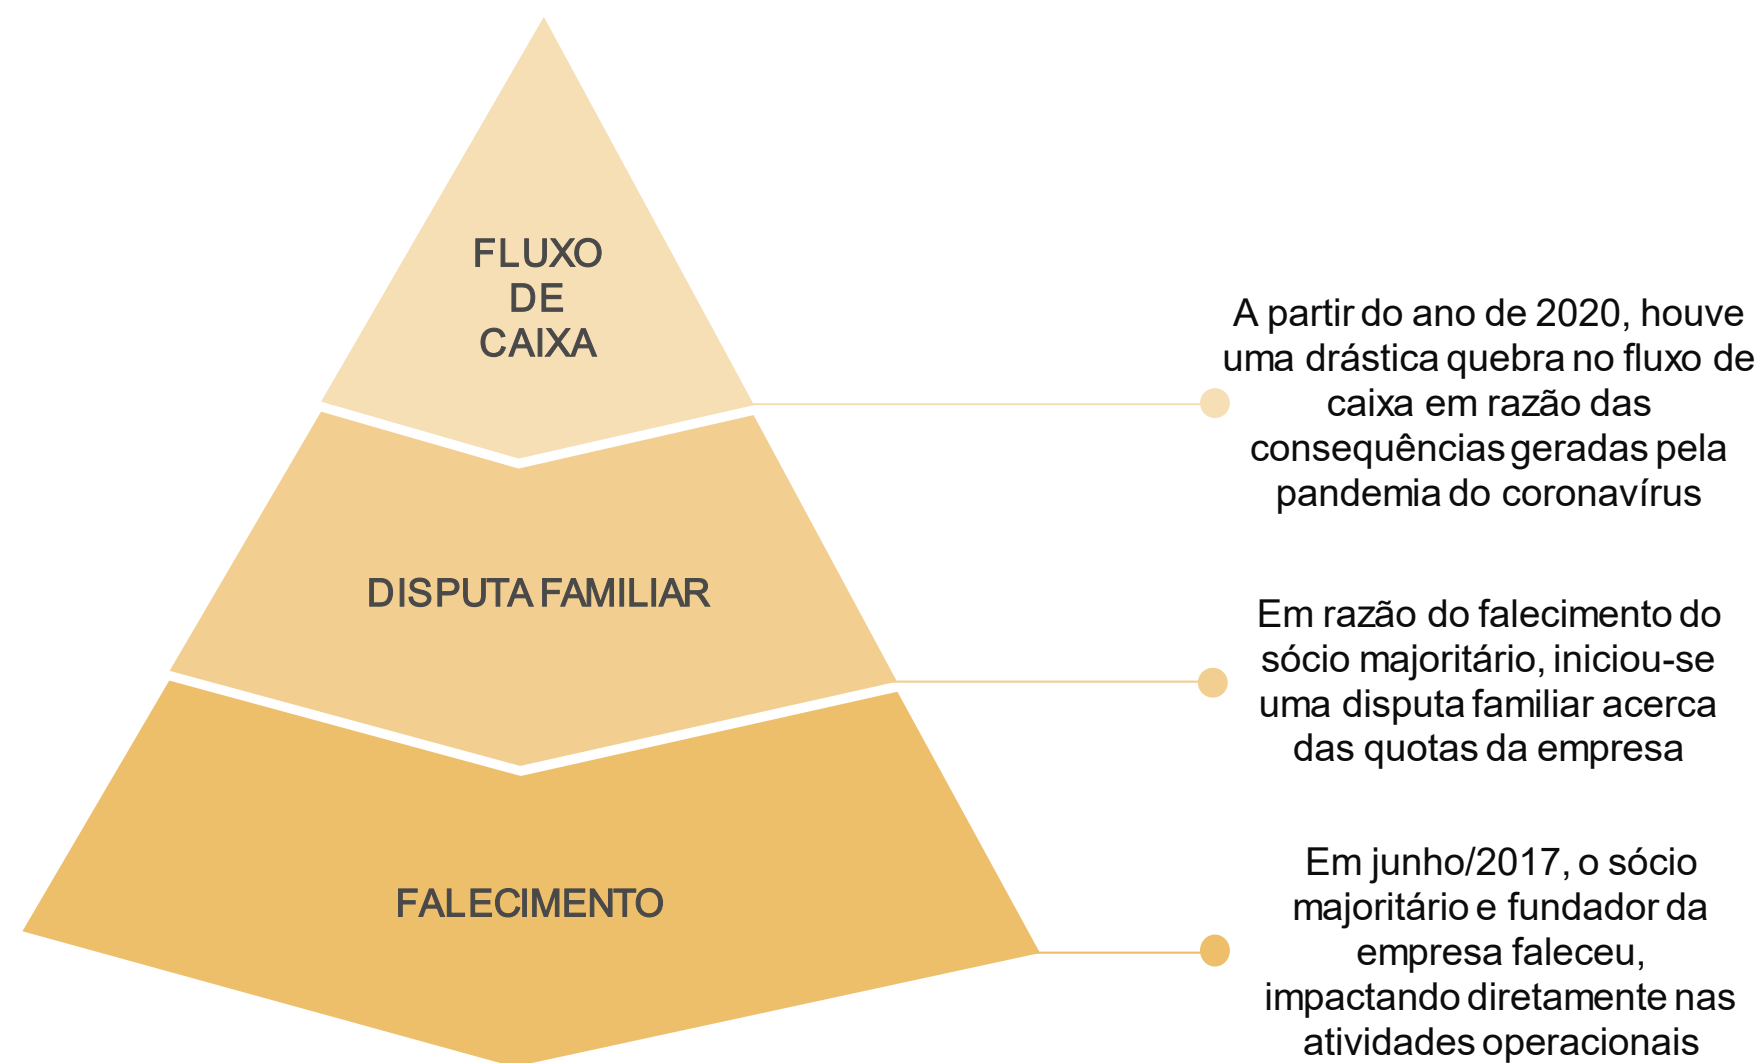 FLUXO
DE
CAIXA
A partir do ano de 2020, houve
uma drástica quebra no fluxo de
caixa em razão das
consequências geradas pela
pandemia do coronavírus
DISPUTA FAMILIAR
Em razão do falecimento do
sócio majoritário, iniciou-se
uma disputa familiar acerca
das quotas da empresa
FALECIMENTO
Em junho/2017, o sócio
majoritário e fundador da
empresa faleceu,
impactando diretamente nas
atividades operacionais